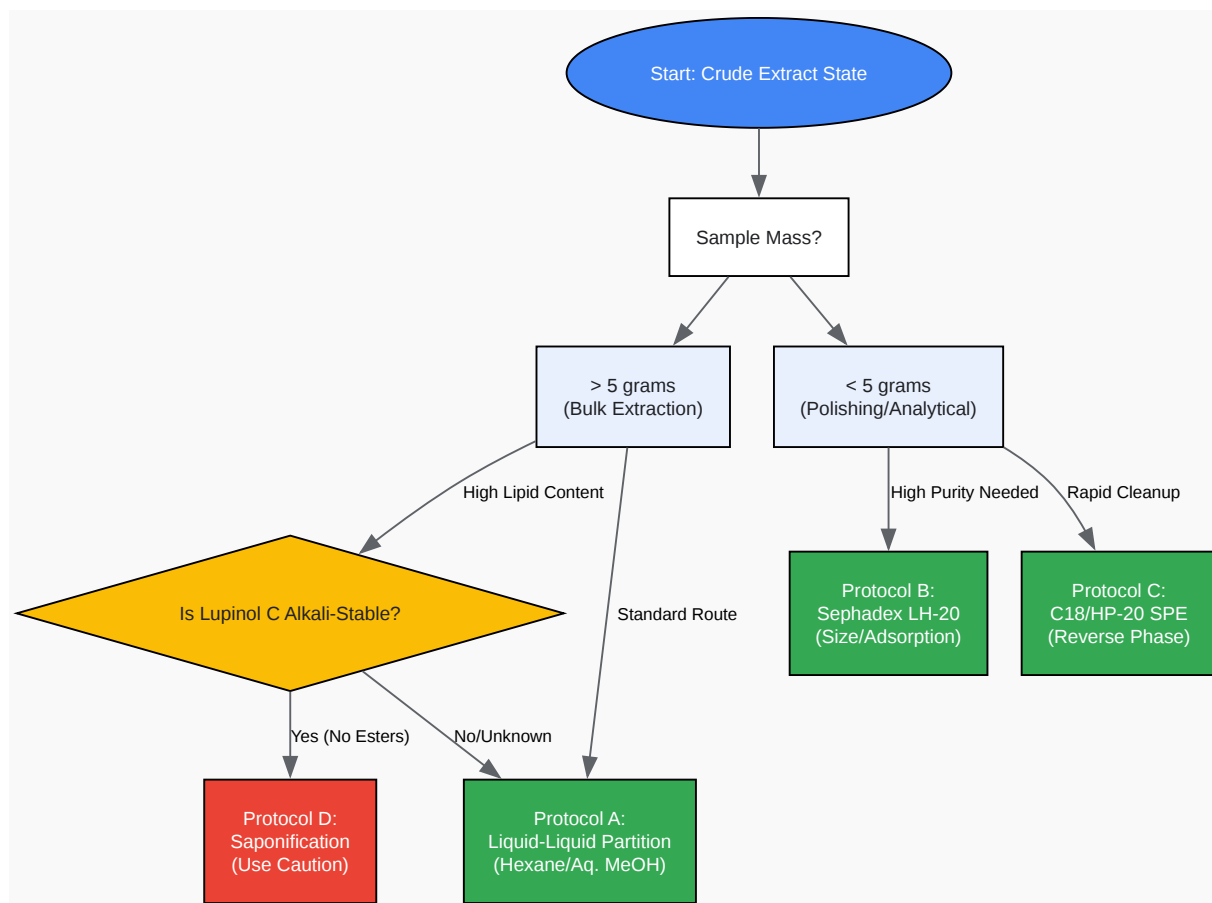 Start: Crude Extract State
Sample Mass?
> 5 grams
(Bulk Extraction)
< 5 grams
(Polishing/Analytical)
High Lipid Content
High Purity Needed
Rapid Cleanup
Is Lupinol C Alkali-Stable?
Standard Route
Protocol B:
Sephadex LH-20
(Size/Adsorption)
Protocol C:
C18/HP-20 SPE
(Reverse Phase)
Yes (No Esters)
No/Unknown
Protocol D:
Saponification
(Use Caution)
Protocol A:
Liquid-Liquid Partition
(Hexane/Aq. MeOH)